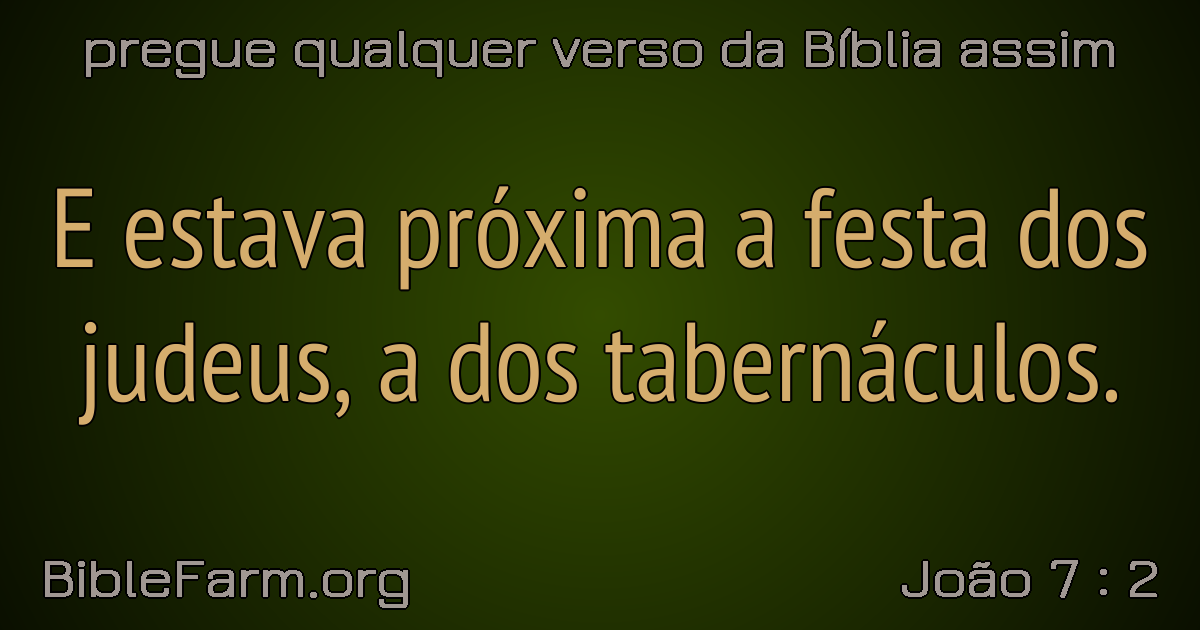 pregue qualquer verso da Bíblia assim
E estava próxima a festa dos
judeus, a dos tabernáculos.
BibleFarm.org
João 7 : 2